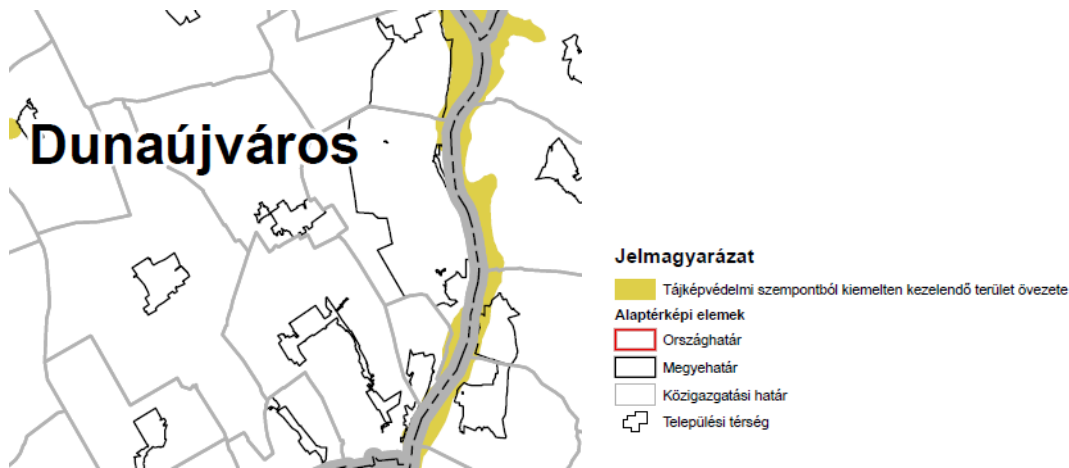 Dunaújváros
Jelmagyarázat
Tájképvédelmi szempontból kiemelten kezelendő terület övezete
Alaptérképi elemek
Országhatár
Megyehatár
Közigazgatási határ
Települési térség